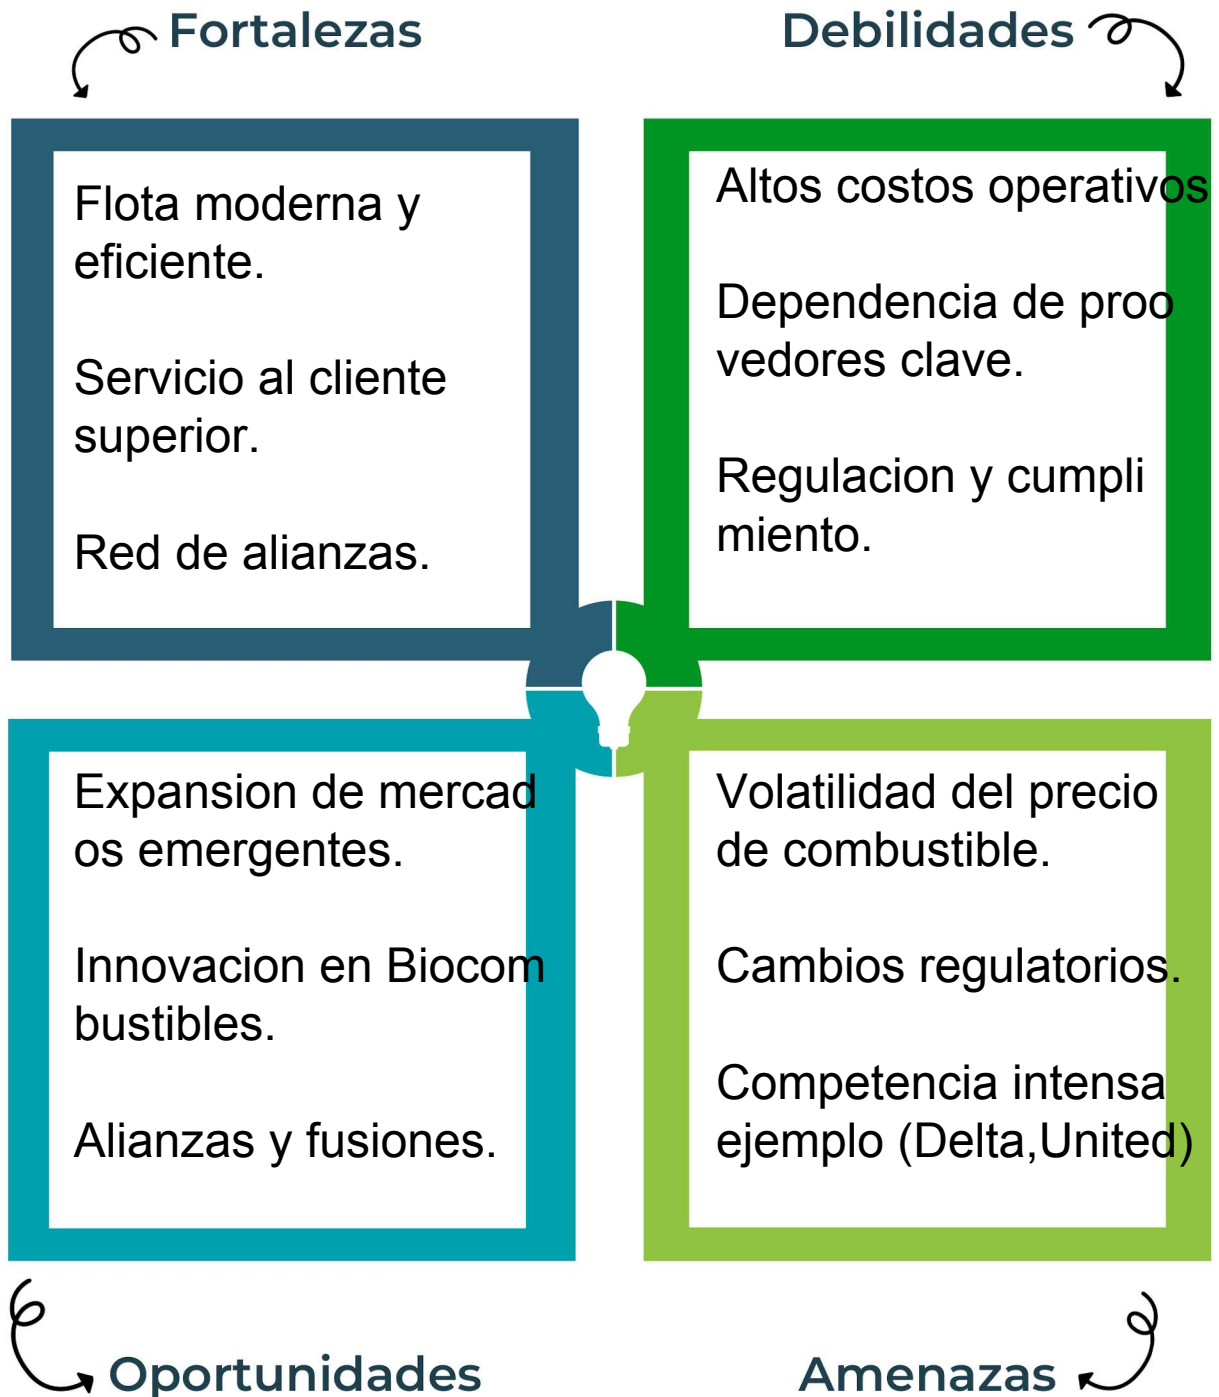 Fortalezas
Flota moderna y
eficiente.
Servicio al cliente
superior.
Red de alianzas.
Debilidades
Altos costos operativos
Dependencia de proo
vedores clave.
Regulacion y cumpli
miento.
Expansion de mercad
os emergentes.
Innovacion en Biocom
bustibles.
Alianzas y fusiones.
Oportunidades
Volatilidad del precio
de combustible.
Cambios regulatorios.
Competencia intensa
ejemplo (Delta,United)
Amenazas